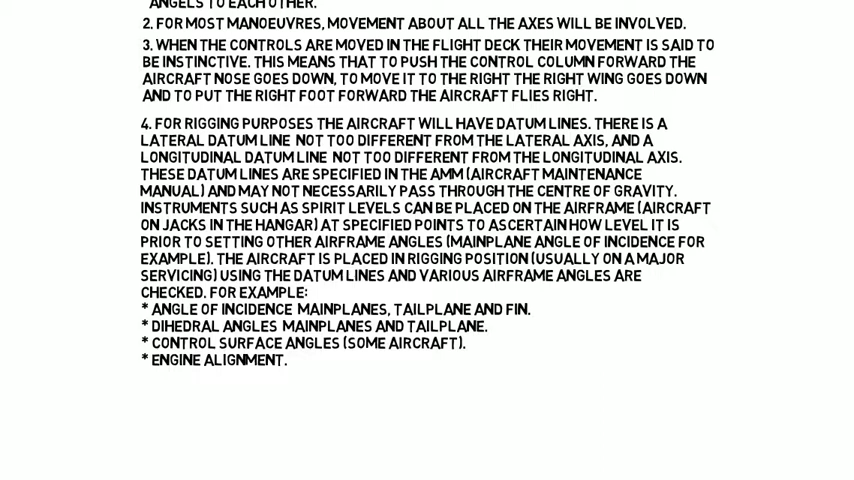 ANGELS TO EACH OTHER.
2. FOR MOST MANOEUVRES, MOVEMENT ABOUT ALL THE AXES WILL BE INVOLVED.
3. WHEN THE CONTROLS ARE MOVED IN THE FLIGHT DECK THEIR MOVEMENT IS SAID TO
BE INSTINCTIVE. THIS MEANS THAT TO PUSH THE CONTROL COLUMN FORWARD THE
AIRCRAFT NOSE GOES DOWN, TO MOVE IT TO THE RIGHT THE RIGHT WING GOES DOWN
AND TO PUT THE RIGHT FOOT FORWARD THE AIRCRAFT FLIES RIGHT.
4. FOR RIGGING PURPOSES THE AIRCRAFT WILL HAVE DATUM LINES. THERE IS A
LATERAL DATUM LINE NOT TOO DIFFERENT FROM THE LATERAL AXIS, AND A
LONGITUDINAL DATUM LINE NOT TOO DIFFERENT FROM THE LONGITUDINAL AXIS.
THESE DATUM LINES ARE SPECIFIED IN THE AMM (AIRCRAFT MAINTENANCE
MANUAL) AND MAY NOT NECESSARILY PASS THROUGH THE CENTRE OF GRAVITY.
INSTRUMENTS SUCH AS SPIRIT LEVELS CAN BE PLACED ON THE AIRFRAME (AIRCRAFT
ON JACKS IN THE HANGAR) AT SPECIFIED POINTS TO ASCERTAIN HOW LEVEL IT IS
PRIOR TO SETTING OTHER AIRFRAME ANGLES (MAINPLANE ANGLE OF INCIDENCE FOR
EXAMPLE). THE AIRCRAFT IS PLACED IN RIGGING POSITION (USUALLY ON A MAJOR
SERVICING) USING THE DATUM LINES AND VARIOUS AIRFRAME ANGLES ARE
CHECKED. FOR EXAMPLE:
* ANGLE OF INCIDENCE MAINPLANES, TAILPLANE AND FIN.
* DIHEDRAL ANGLES MAINPLANES AND TAILPLANE.
* CONTROL SURFACE ANGLES (SOME AIRCRAFT).
* ENGINE ALIGNMENT.